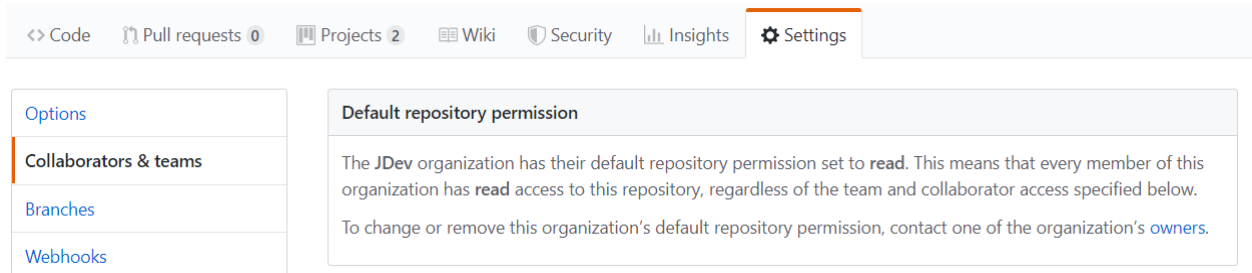 Code Pull requests 0 Projects 2 Wiki Security Insights Settings
Options
Collaborators & teams
Branches
Webhooks
Default repository permission
The JDev organization has their default repository permission set to read. This means that every member of this
organization has read access to this repository, regardless of the team and collaborator access specified below.
To change or remove this organization's default repository permission, contact one of the organization's owners.